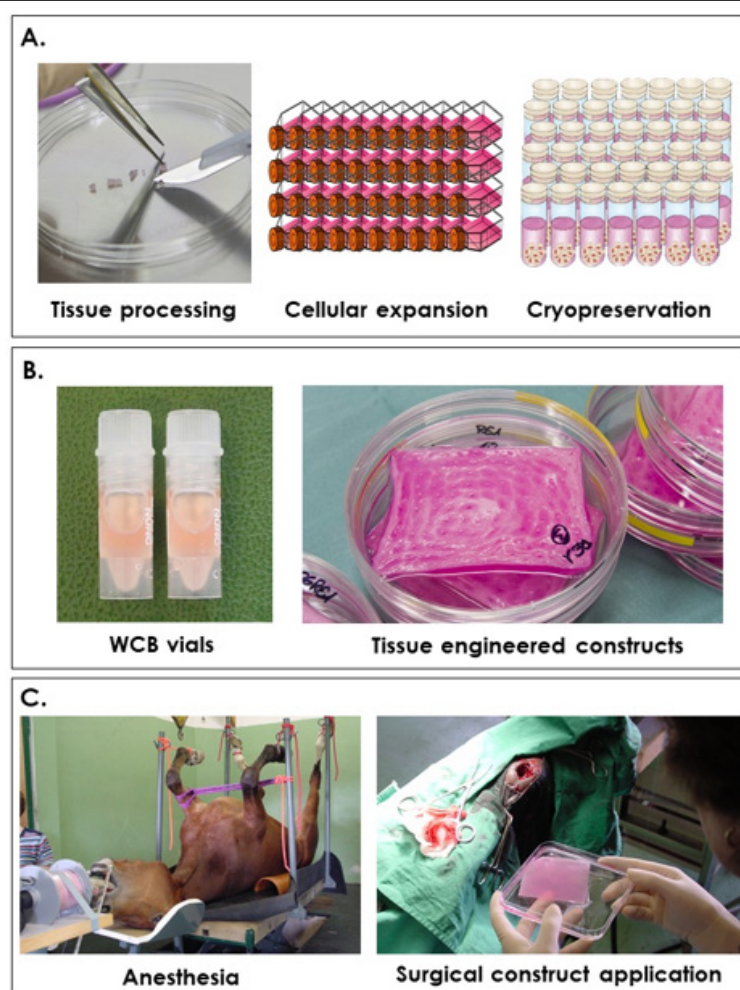 A.
Tissue processing
Cellular expansion
Cryopreservation
B.
WCB vials
Tissue engineered constructs
C.
Anesthesia
Surgical construct application